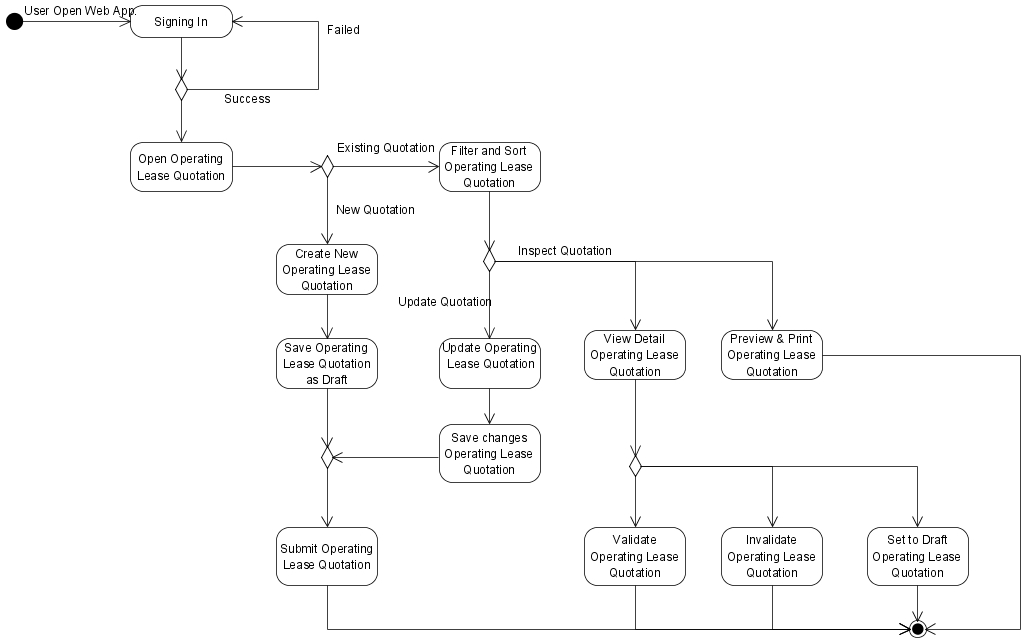 User Open Web App.
Signing In
Failed
Success
Open Operating
Lease Quotation
Existing Quotation
Filter and Sort
Operating Lease
Quotation
New Quotation
Create New
Operating Lease
Quotation
Inspect Quotation
Update Quotation
Save Operating
Lease Quotation
as Draft
Update Operating
Lease Quotation
View Detail
Operating Lease
Quotation
Preview & Print
Operating Lease
Quotation
Save changes
Operating Lease
Quotation
Submit Operating
Lease Quotation
Validate
Operating Lease
Quotation
Invalidate
Operating Lease
Quotation
Set to Draft
Operating Lease
Quotation